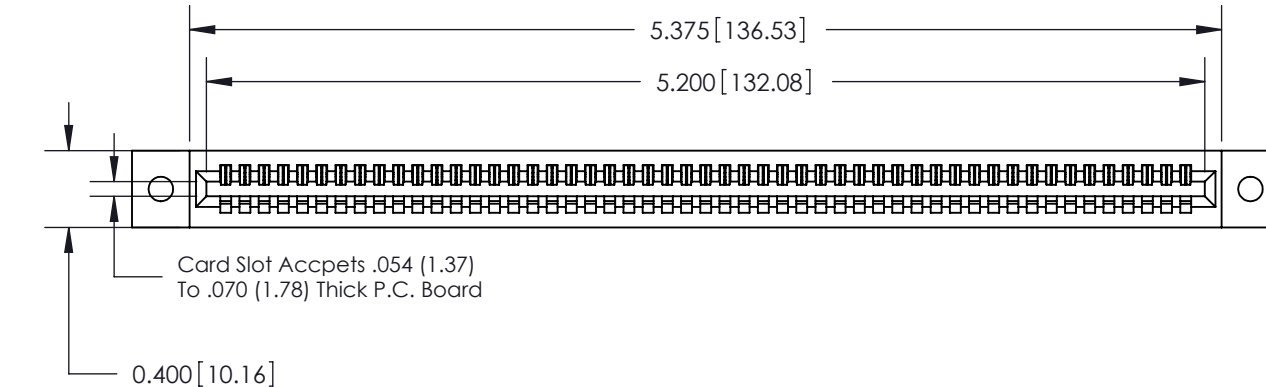 5.375 [136.53]
5.200 [132.08]
Card Slot Accpets .054 (1.37)
To .070 (1.78) Thick P.C. Board
0.400 [10.16]